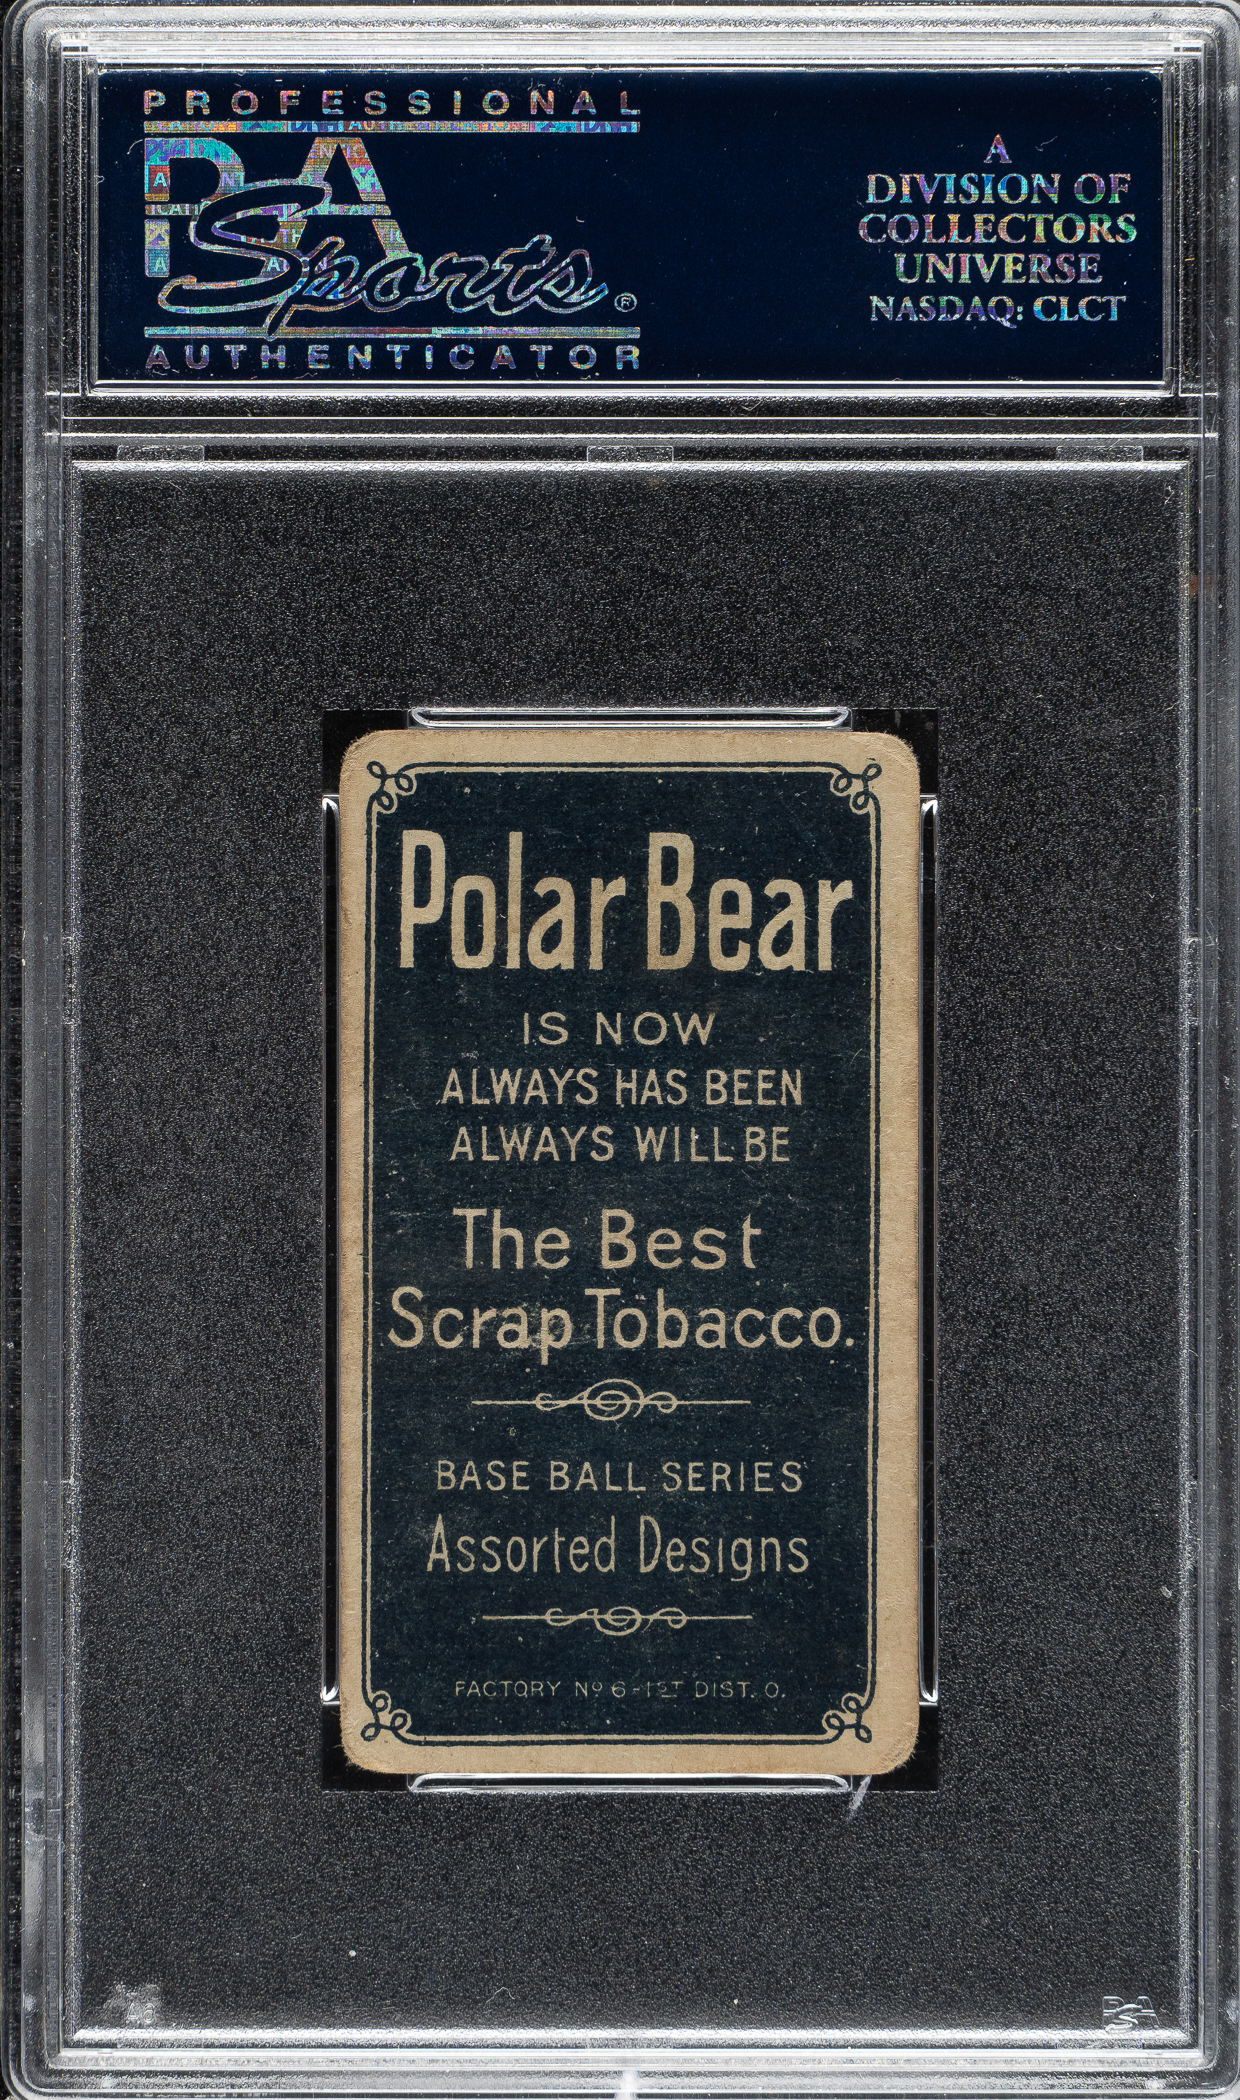 PROFESSIONAL
PSA
Sports ®
AUTHENTICATOR
A
DIVISION OF
COLLECTORS
UNIVERSE
NASDAQ: CLCT
Polar Bear
IS NOW
ALWAYS HAS BEEN
ALWAYS WILL BE
The Best
Scrap Tobacco.
BASE BALL SERIES
Assorted Designs
FACTORY Nº 6-1ST DIST. O.
PSA